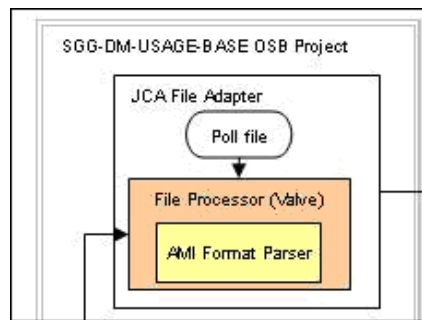 SGG-DM-USAGE-BASE OSB Project
JCA File Adapter
Poll file
File Processor (Valve)
AMI Format Parser